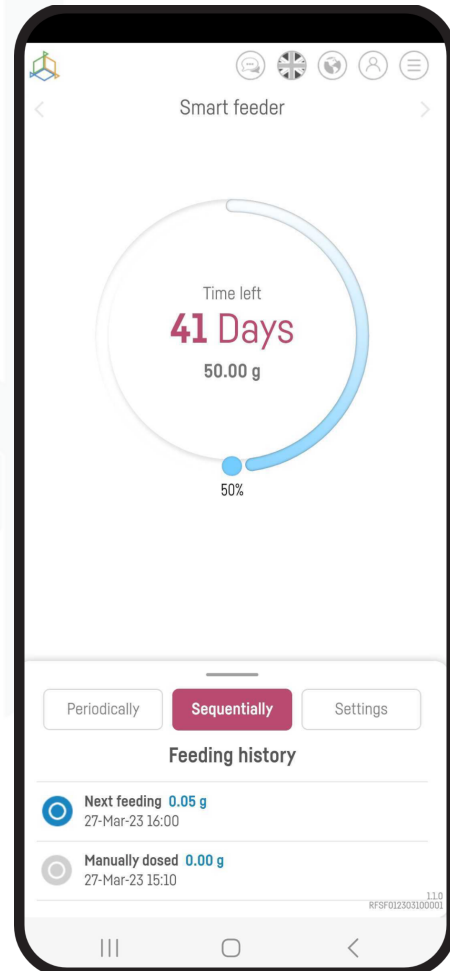 Smart feeder
Time left
41 Days
50.00 g
50%
Periodically
Sequentially
Settings
Feeding history
Next feeding 0.05 g
27-Mar-23 16:00
Manually dosed 0.00 g
27-Mar-23 15:10
1.1.0
RFSF012303100001